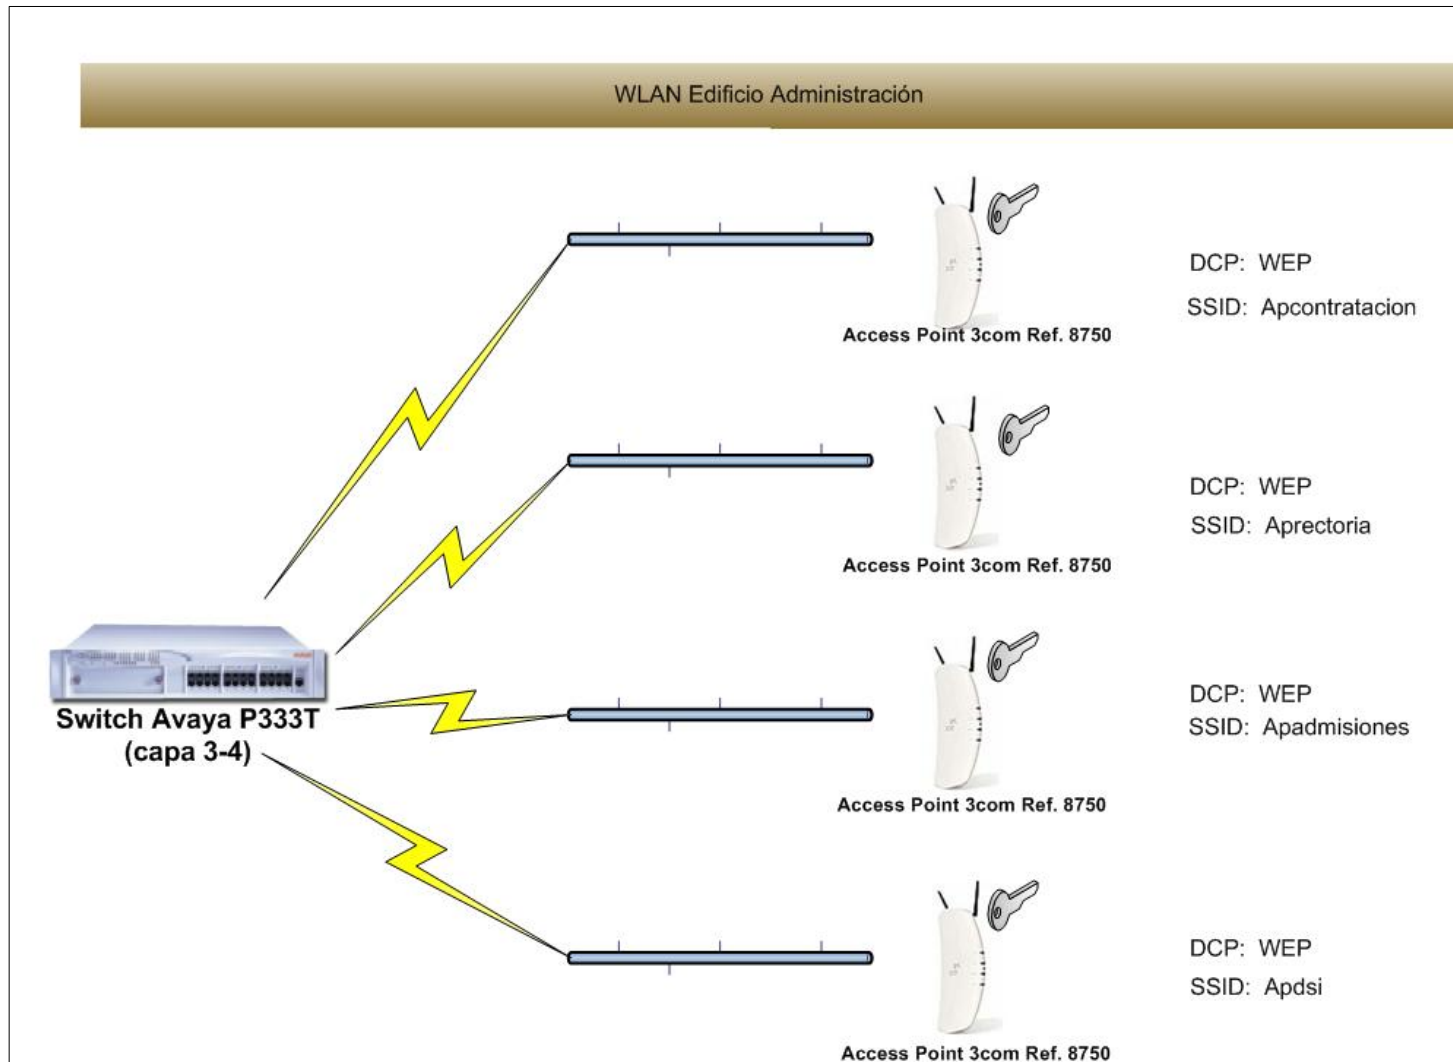 WLAN Edificio Administración
DCP: WEP
SSID: Apcontratacion
Access Point 3com Ref. 8750
DCP: WEP
SSID: Aprectoria
Access Point 3com Ref. 8750
Switch Avaya P333T
(capa 3-4)
DCP: WEP
SSID: Apadmisiones
Access Point 3com Ref. 8750
DCP: WEP
SSID: Apdsi
Access Point 3com Ref. 8750